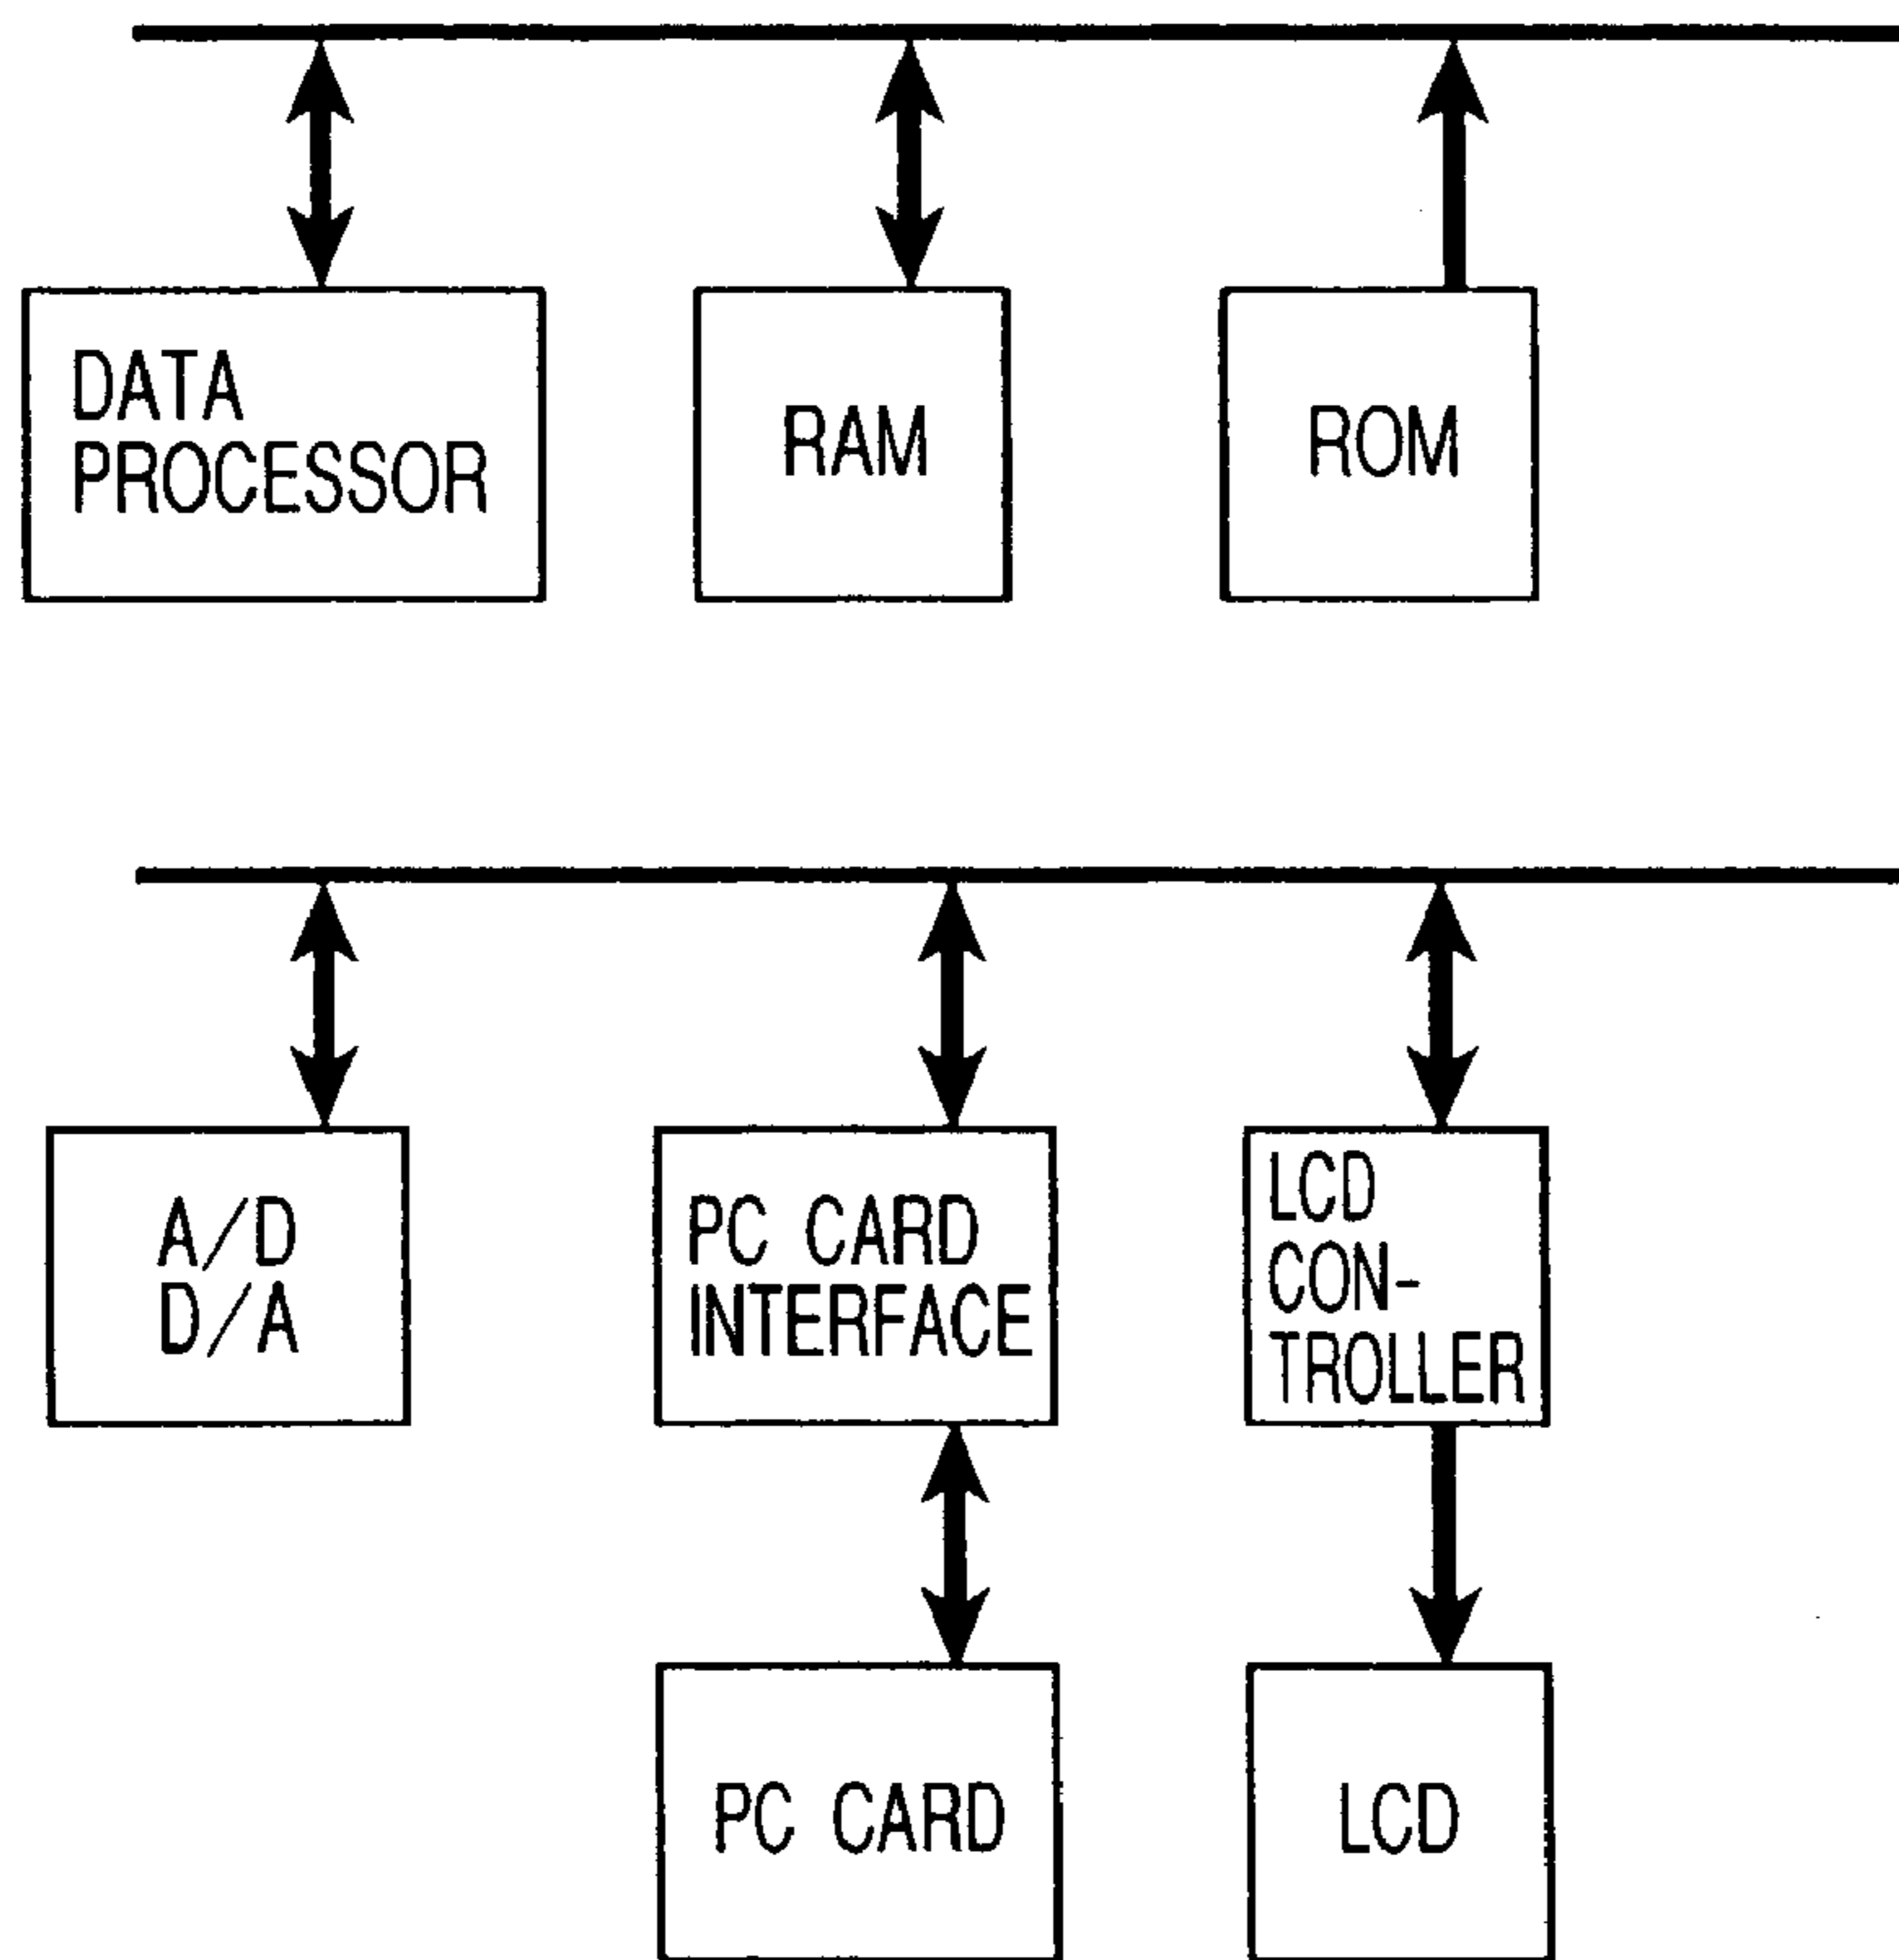 DATA
PROCESSOR
RAM
ROM
A/D
D/A
PC CARD
INTERFACE
LCD
CON-
TROLLER
PC CARD
LCD